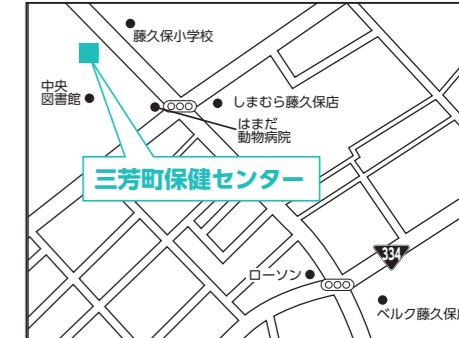 藤久保小学校
中央
図書館
しまむら藤久保店
はまだ
動物病院
三芳町保健センター
334
ローソン
ベルク藤久保店